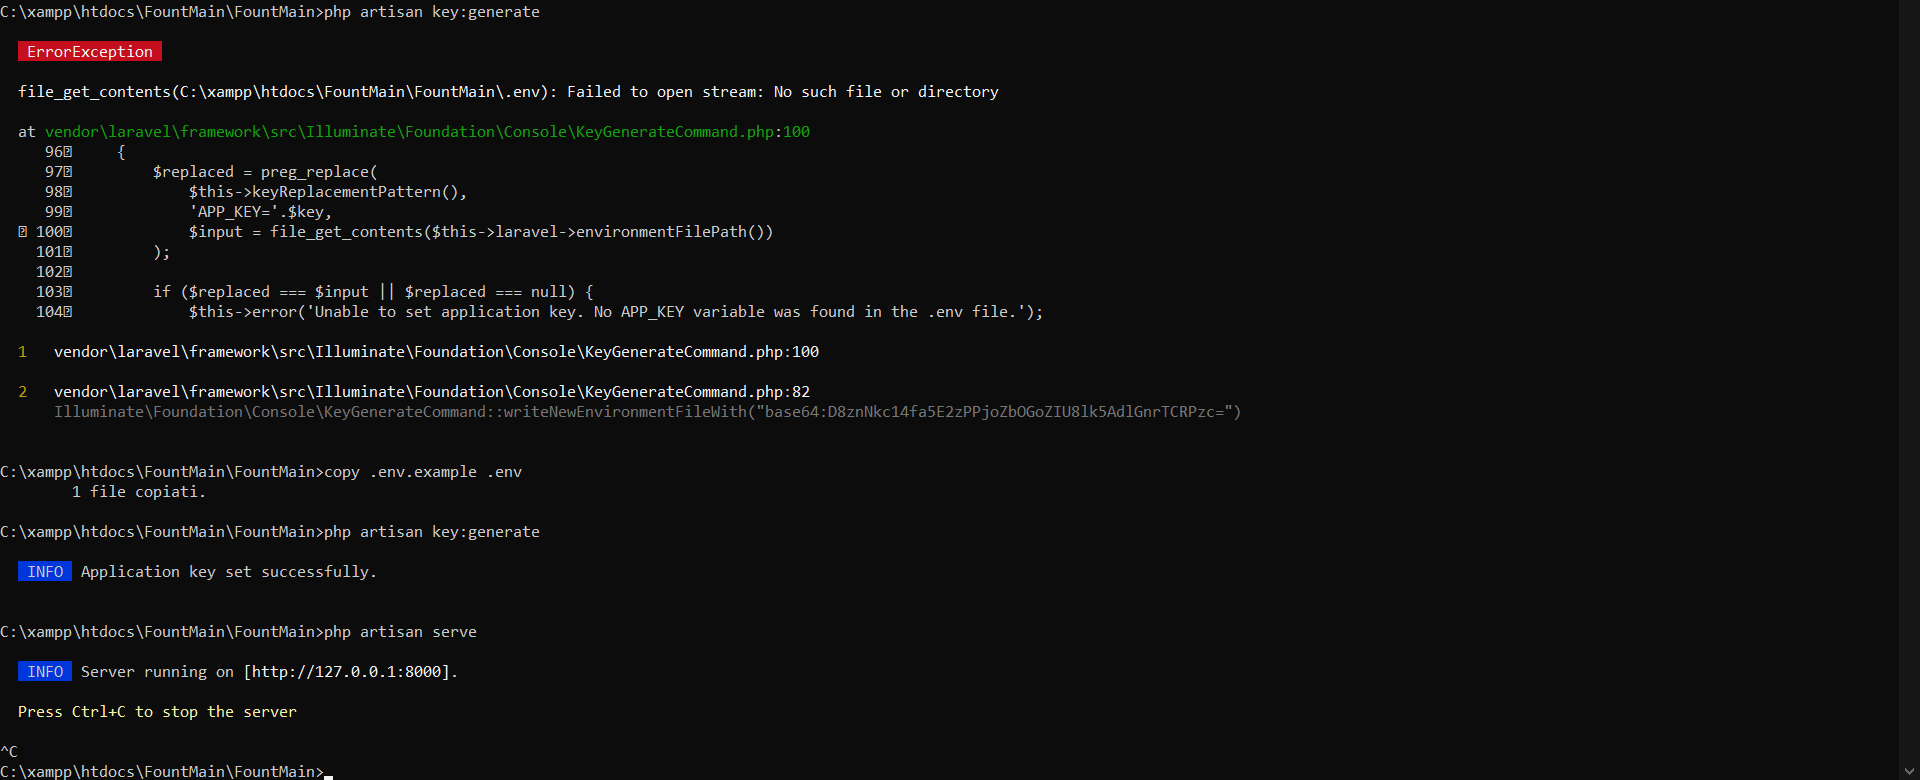 C:\xampp\htdocs\FountMain\FountMain>php artisan key:generate
ErrorException
file_get_contents(C:\xampp\htdocs\FountMain\FountMain\.env): Failed to open stream: No such file or directory
at vendor\laravel\framework\src\Illuminate\Foundation\Console\KeyGenerateCommand.php:100
96 {
97 $replaced = preg_replace(
98 $this->keyReplacementPattern(),
99 'APP_KEY='.$key,
100 $input = file_get_contents($this->laravel->environmentFilePath())
101 );
102
103 if ($replaced === $input || $replaced === null) {
104 $this->error('Unable to set application key. No APP_KEY variable was found in the .env file.');
1 vendor\laravel\framework\src\Illuminate\Foundation\Console\KeyGenerateCommand.php:100
2 vendor\laravel\framework\src\Illuminate\Foundation\Console\KeyGenerateCommand.php:82
Illuminate\Foundation\Console\KeyGenerateCommand::writeNewEnvironmentFileWith("base64:D8znNkc14fa5E2zPPjoZbOGoZIU8lk5AdlGnrTCRPzc=")
C:\xampp\htdocs\FountMain\FountMain>copy .env.example .env
1 file copiati.
C:\xampp\htdocs\FountMain\FountMain>php artisan key:generate
INFO Application key set successfully.
C:\xampp\htdocs\FountMain\FountMain>php artisan serve
INFO Server running on [http://127.0.0.1:8000].
Press Ctrl+C to stop the server
^C
C:\xampp\htdocs\FountMain\FountMain>